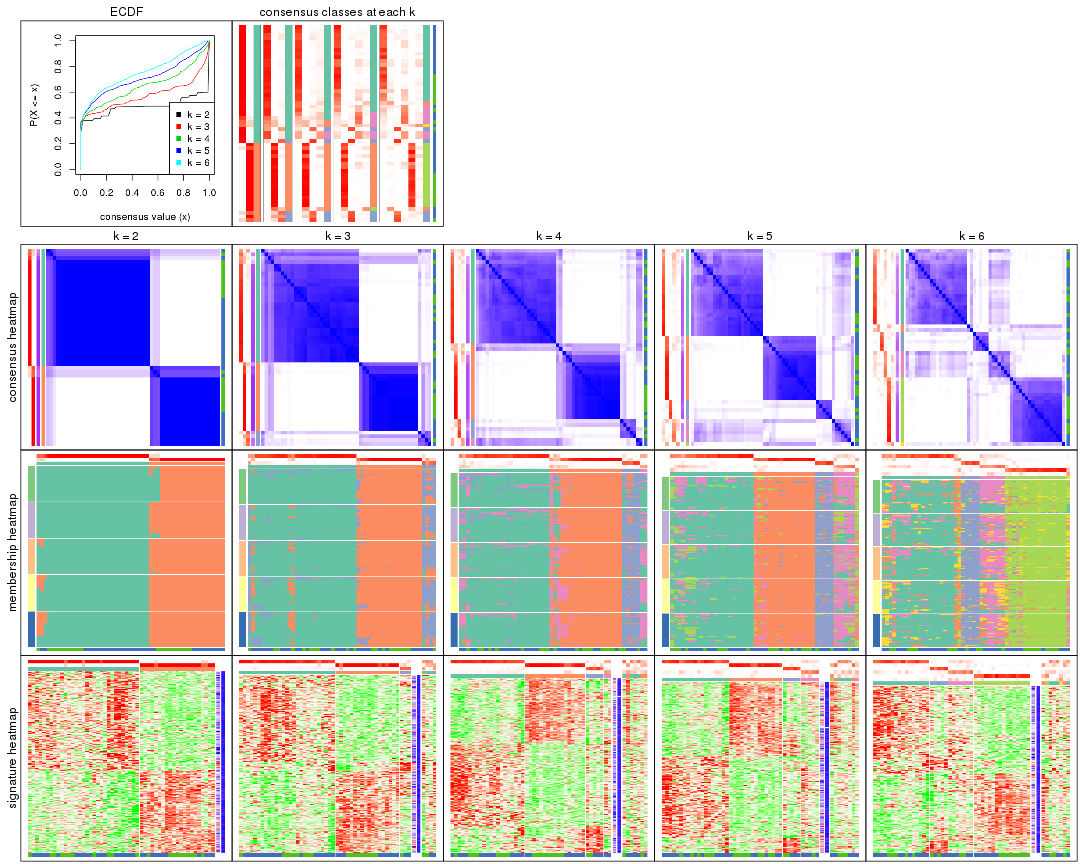 ECDF
consensus classes at each k
P(X <= x)
0.0
0.2
0.4
0.6
0.8
1.0
k = 2
k = 3
k = 4
k = 5
k = 6
0.0 0.2 0.4 0.6 0.8 1.0
consensus value (x)
k = 2
k = 3
k = 4
k = 5
k = 6
consensus heatmap
membership heatmap
signature heatmap